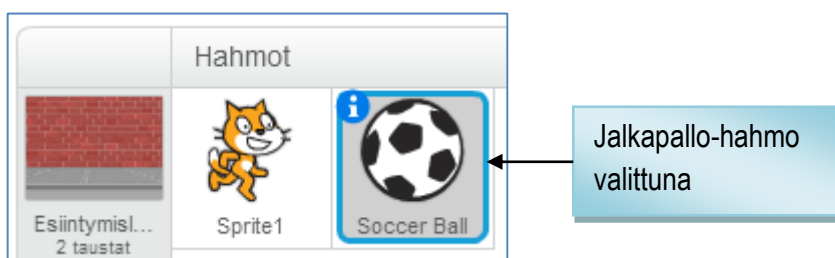 Hahmot
i
Esiintymisl...
2 taustat
Sprite1
Soccer Ball
Jalkapallo-hahmo
valittuna